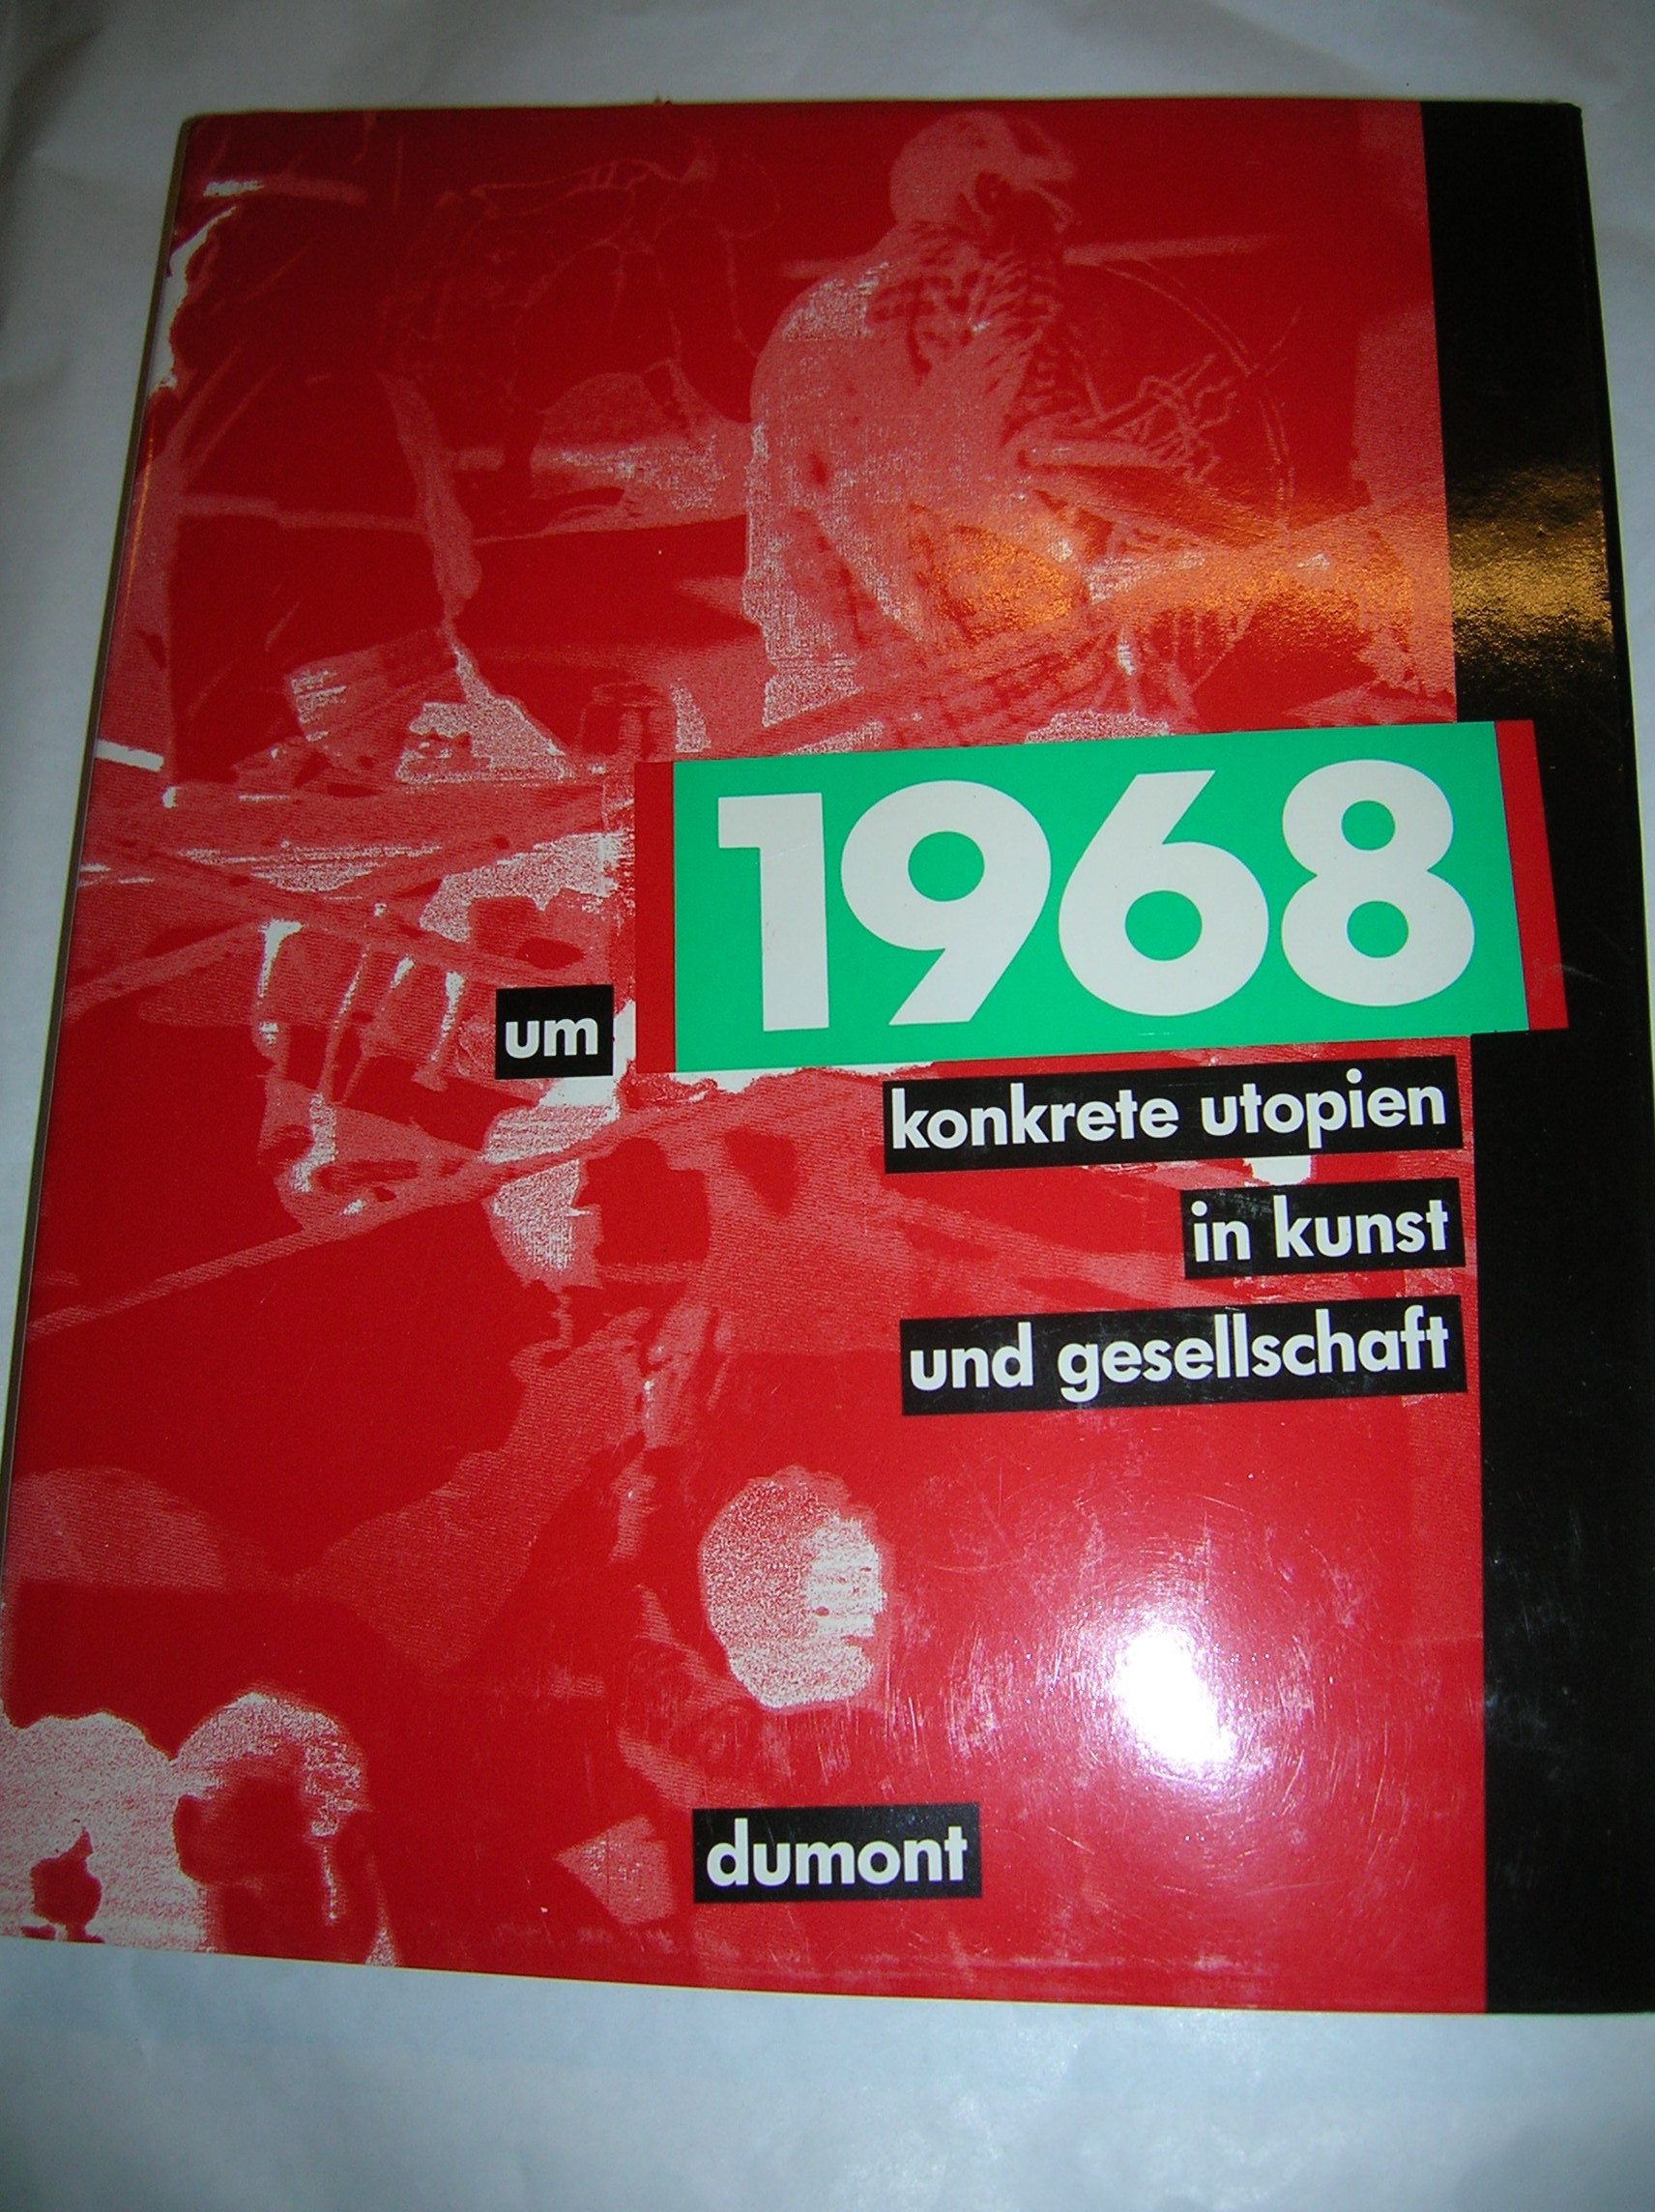 um 1968
konkrete utopien
in kunst
und gesellschaft
dumont